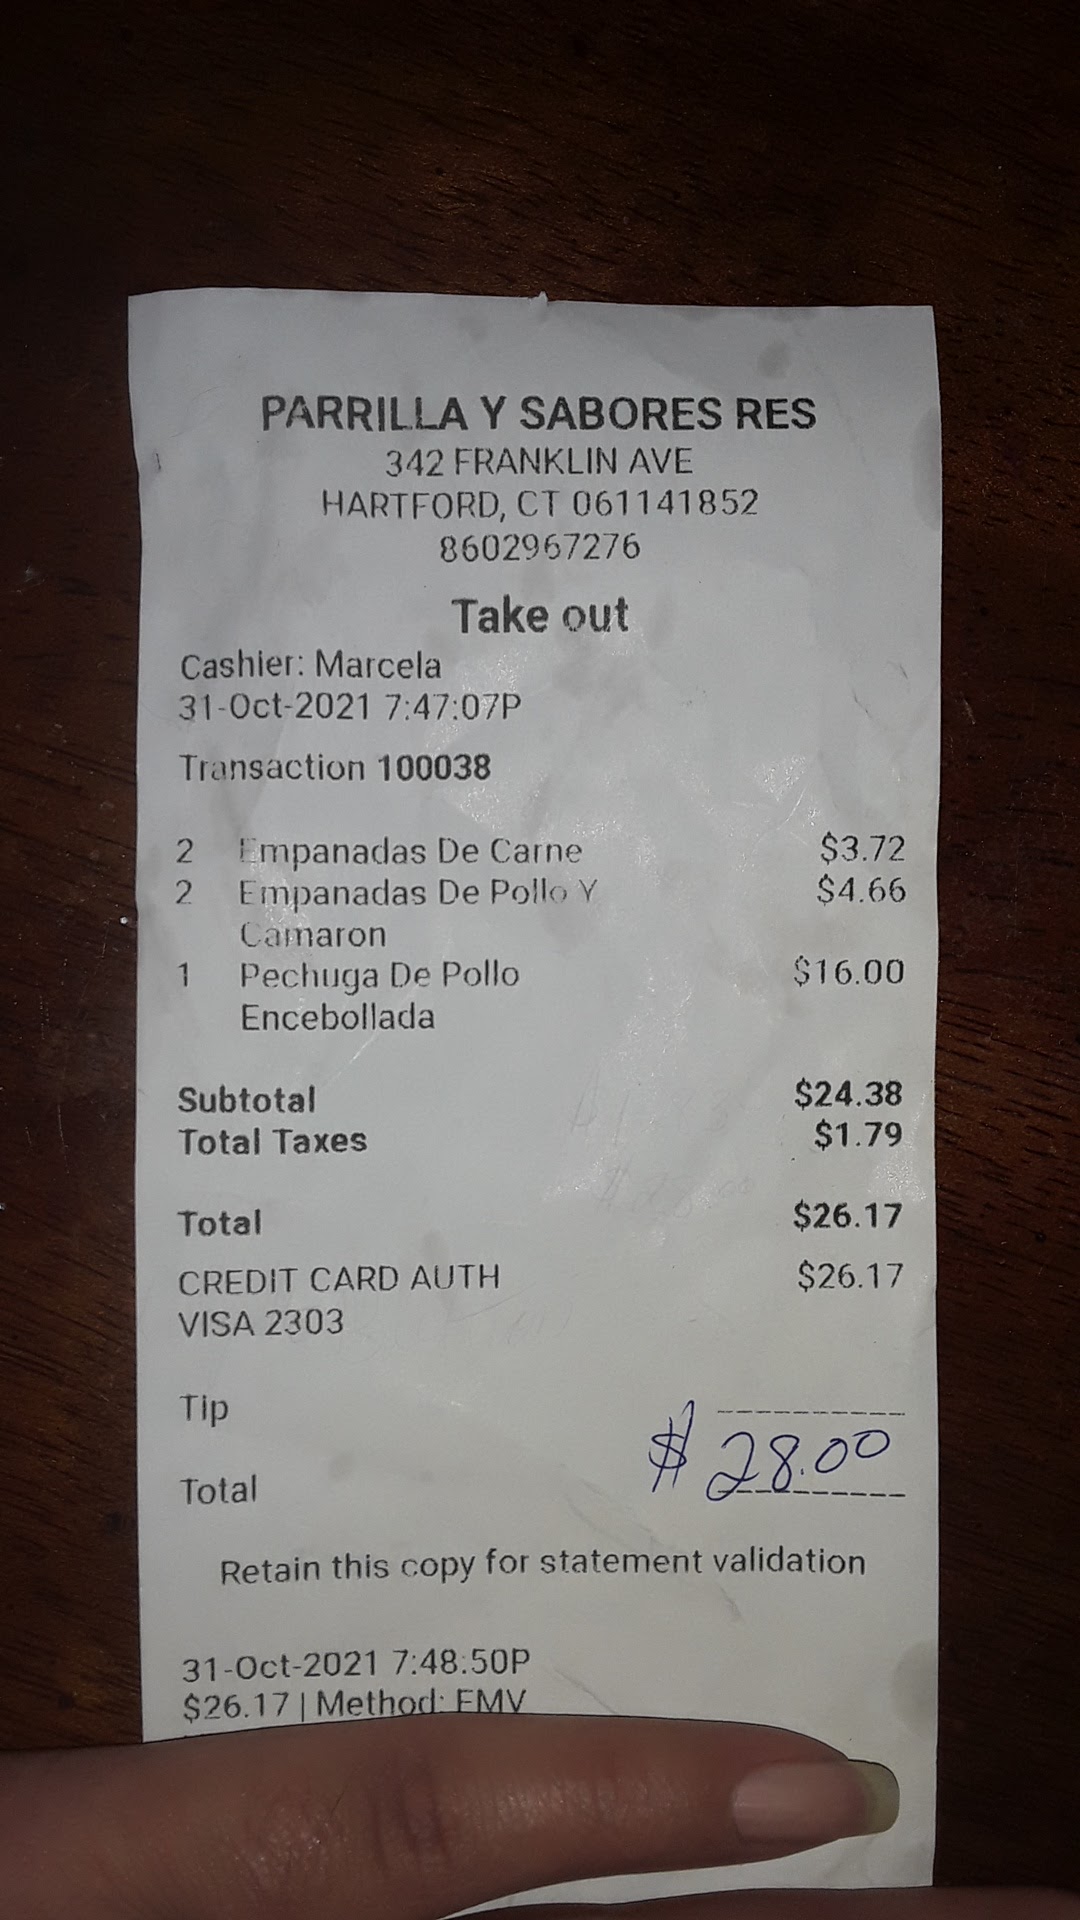 PARRILLA Y SABORES RES
342 FRANKLIN AVE
HARTFORD, CT 061141852
8602967276
Take out
Cashier: Marcela
31-Oct-2021 7:47:07P
Transaction 100038
2 Empanadas De Carne $3.72
2 Empanadas De Pollo Y $4.66
Camaron
1 Pechuga De Pollo $16.00
Encebollada
Subtotal $24.38
Total Taxes $1.79
Total $26.17
CREDIT CARD AUTH $26.17
VISA 2303
Tip
Total $28.00
Retain this copy for statement validation
31-Oct-2021 7:48:50P
$26.17 | Method: EMV